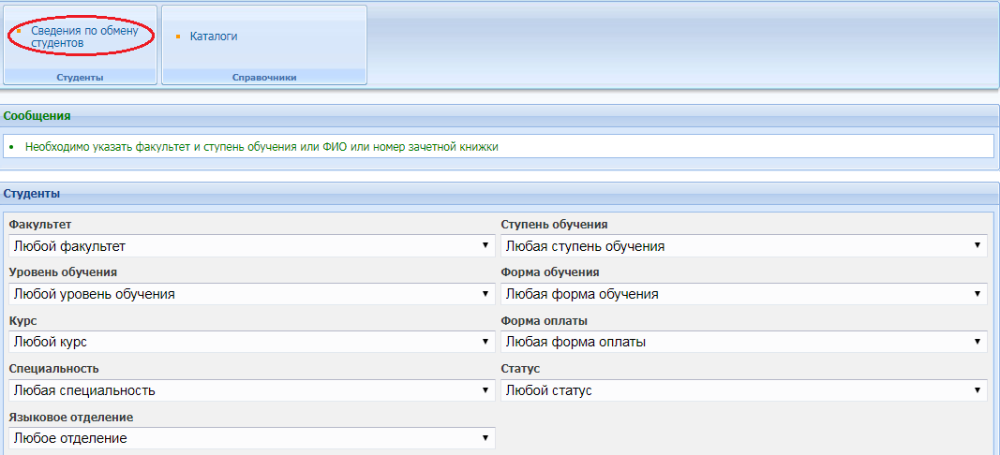 Сведения по обмену
студентов
Каталоги
Студенты
Справочники
Сообщения
Необходимо указать факультет и ступень обучения или ФИО или номер зачетной книжки
Студенты
Факультет
Ступень обучения
Любой факультет
Любая ступень обучения
Уровень обучения
Форма обучения
Любой уровень обучения
Любая форма обучения
Курс
Форма оплаты
Любой курс
Любая форма оплаты
Специальность
Статус
Любая специальность
Любой статус
Языковое отделение
Любое отделение